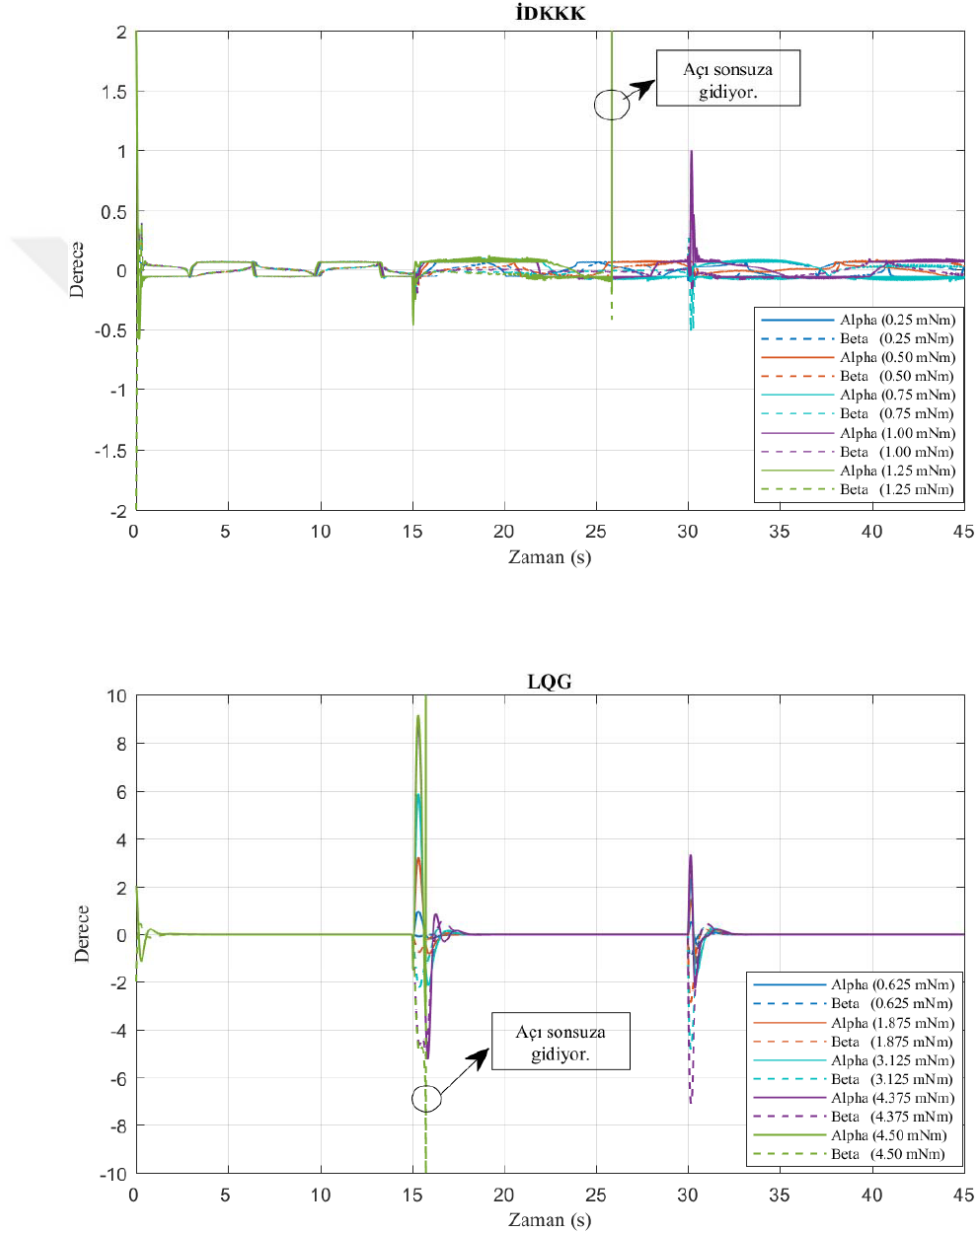 İDKKK
2
1.5
1
0.5
0
-0.5
-1
-1.5
-2
Derece
Açı sonsuza
gidiyor.
Alpha (0.25 mNm)
Beta (0.25 mNm)
Alpha (0.50 mNm)
Beta (0.50 mNm)
Alpha (0.75 mNm)
Beta (0.75 mNm)
Alpha (1.00 mNm)
Beta (1.00 mNm)
Alpha (1.25 mNm)
Beta (1.25 mNm)
0 5 10 15 20 25 30 35 40 45
Zaman (s)
LQG
10
8
6
4
2
0
-2
-4
-6
-8
-10
Derece
Açı sonsuza
gidiyor.
Alpha (0.625 mNm)
Beta (0.625 mNm)
Alpha (1.875 mNm)
Beta (1.875 mNm)
Alpha (3.125 mNm)
Beta (3.125 mNm)
Alpha (4.375 mNm)
Beta (4.375 mNm)
Alpha (4.50 mNm)
Beta (4.50 mNm)
0 5 10 15 20 25 30 35 40 45
Zaman (s)